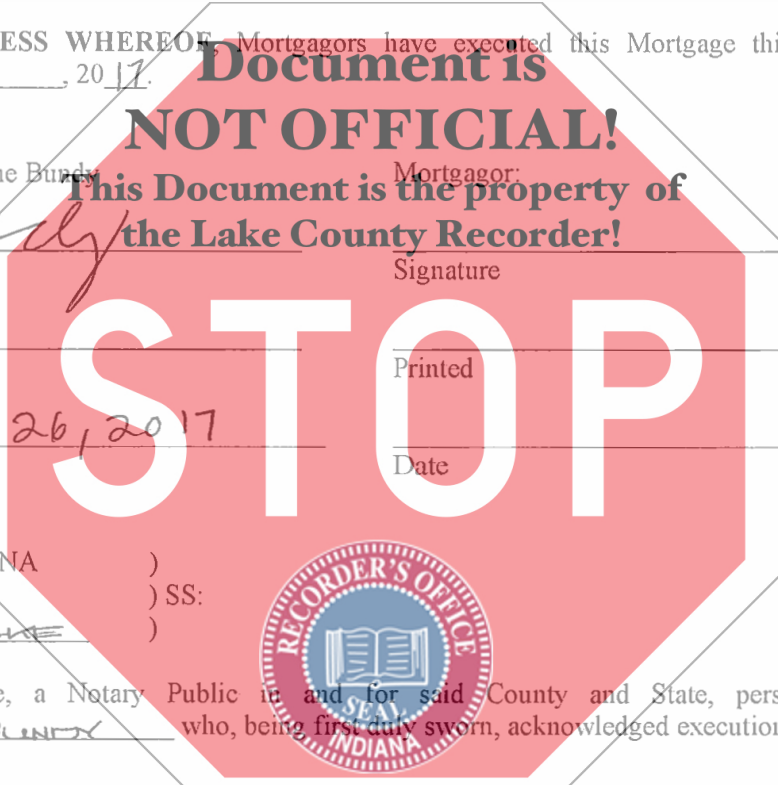 ESS WHEREOF, Mortgagors have executed this Mortgage thi
, 2017.
Document is
NOT OFFICIAL!
ne Bundy
Mortgagor:
This Document is the property of
the Lake County Recorder!
Signature
STOP
Printed
26, 2017
Date
NA )
) SS:
)
RECORDER'S OFFICE
SEAL
INDIANA
e, a Notary Public in and for said County and State, pers
who, being first duly sworn, acknowledged execution